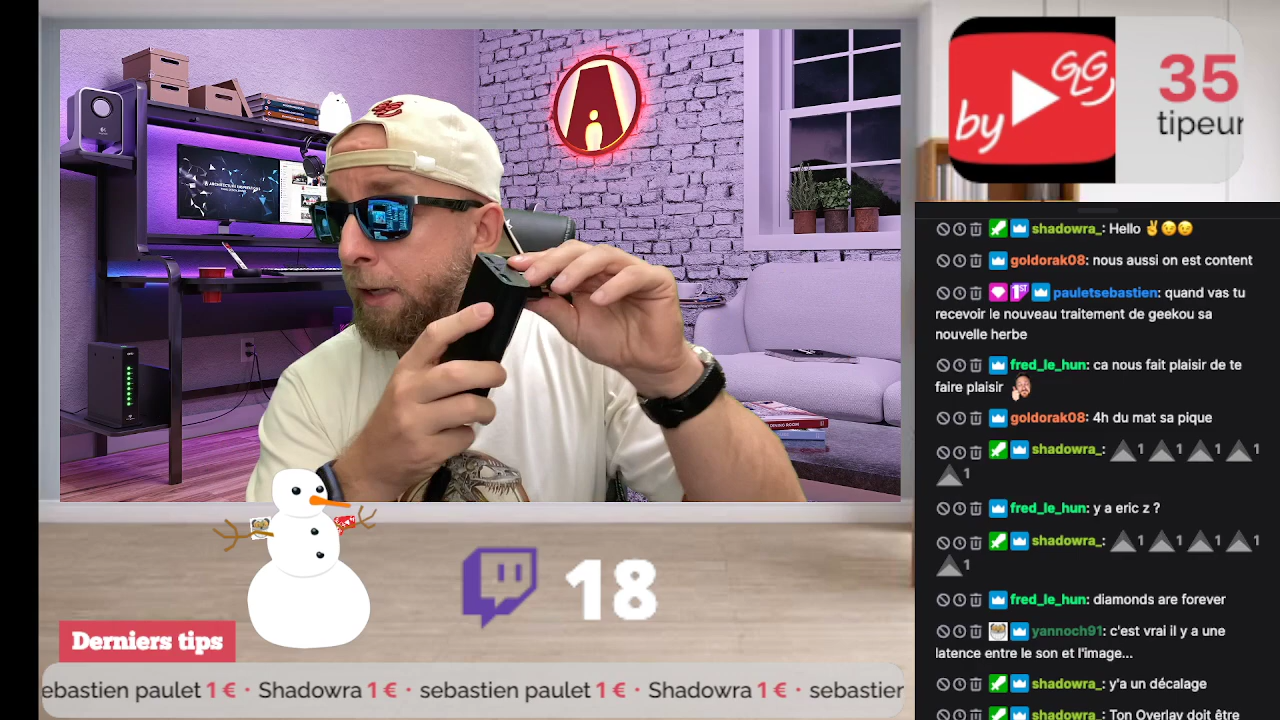 by
GG
35
tipeur
shadowra_: Hello ✌😉😉
goldorak08: nous aussi on est content
1ST pauletsebastien: quand vas tu
recevoir le nouveau traitement de geekou sa
nouvelle herbe
fred_le_hun: ca nous fait plaisir de te
faire plaisir
goldorak08: 4h du mat sa pique
shadowra_: 1 1 1 1
1
fred_le_hun: y a eric z ?
shadowra_: 1 1 1 1
1
fred_le_hun: diamonds are forever
yannoch91: c'est vrai il y a une
latence entre le son et l'image...
shadowra_: y'a un décalage
shadowra_: Ton Overlay doit être
18
Derniers tips
ebastien paulet 1 € · Shadowra 1 € · sebastien paulet 1 € · Shadowra 1 € · sebastier